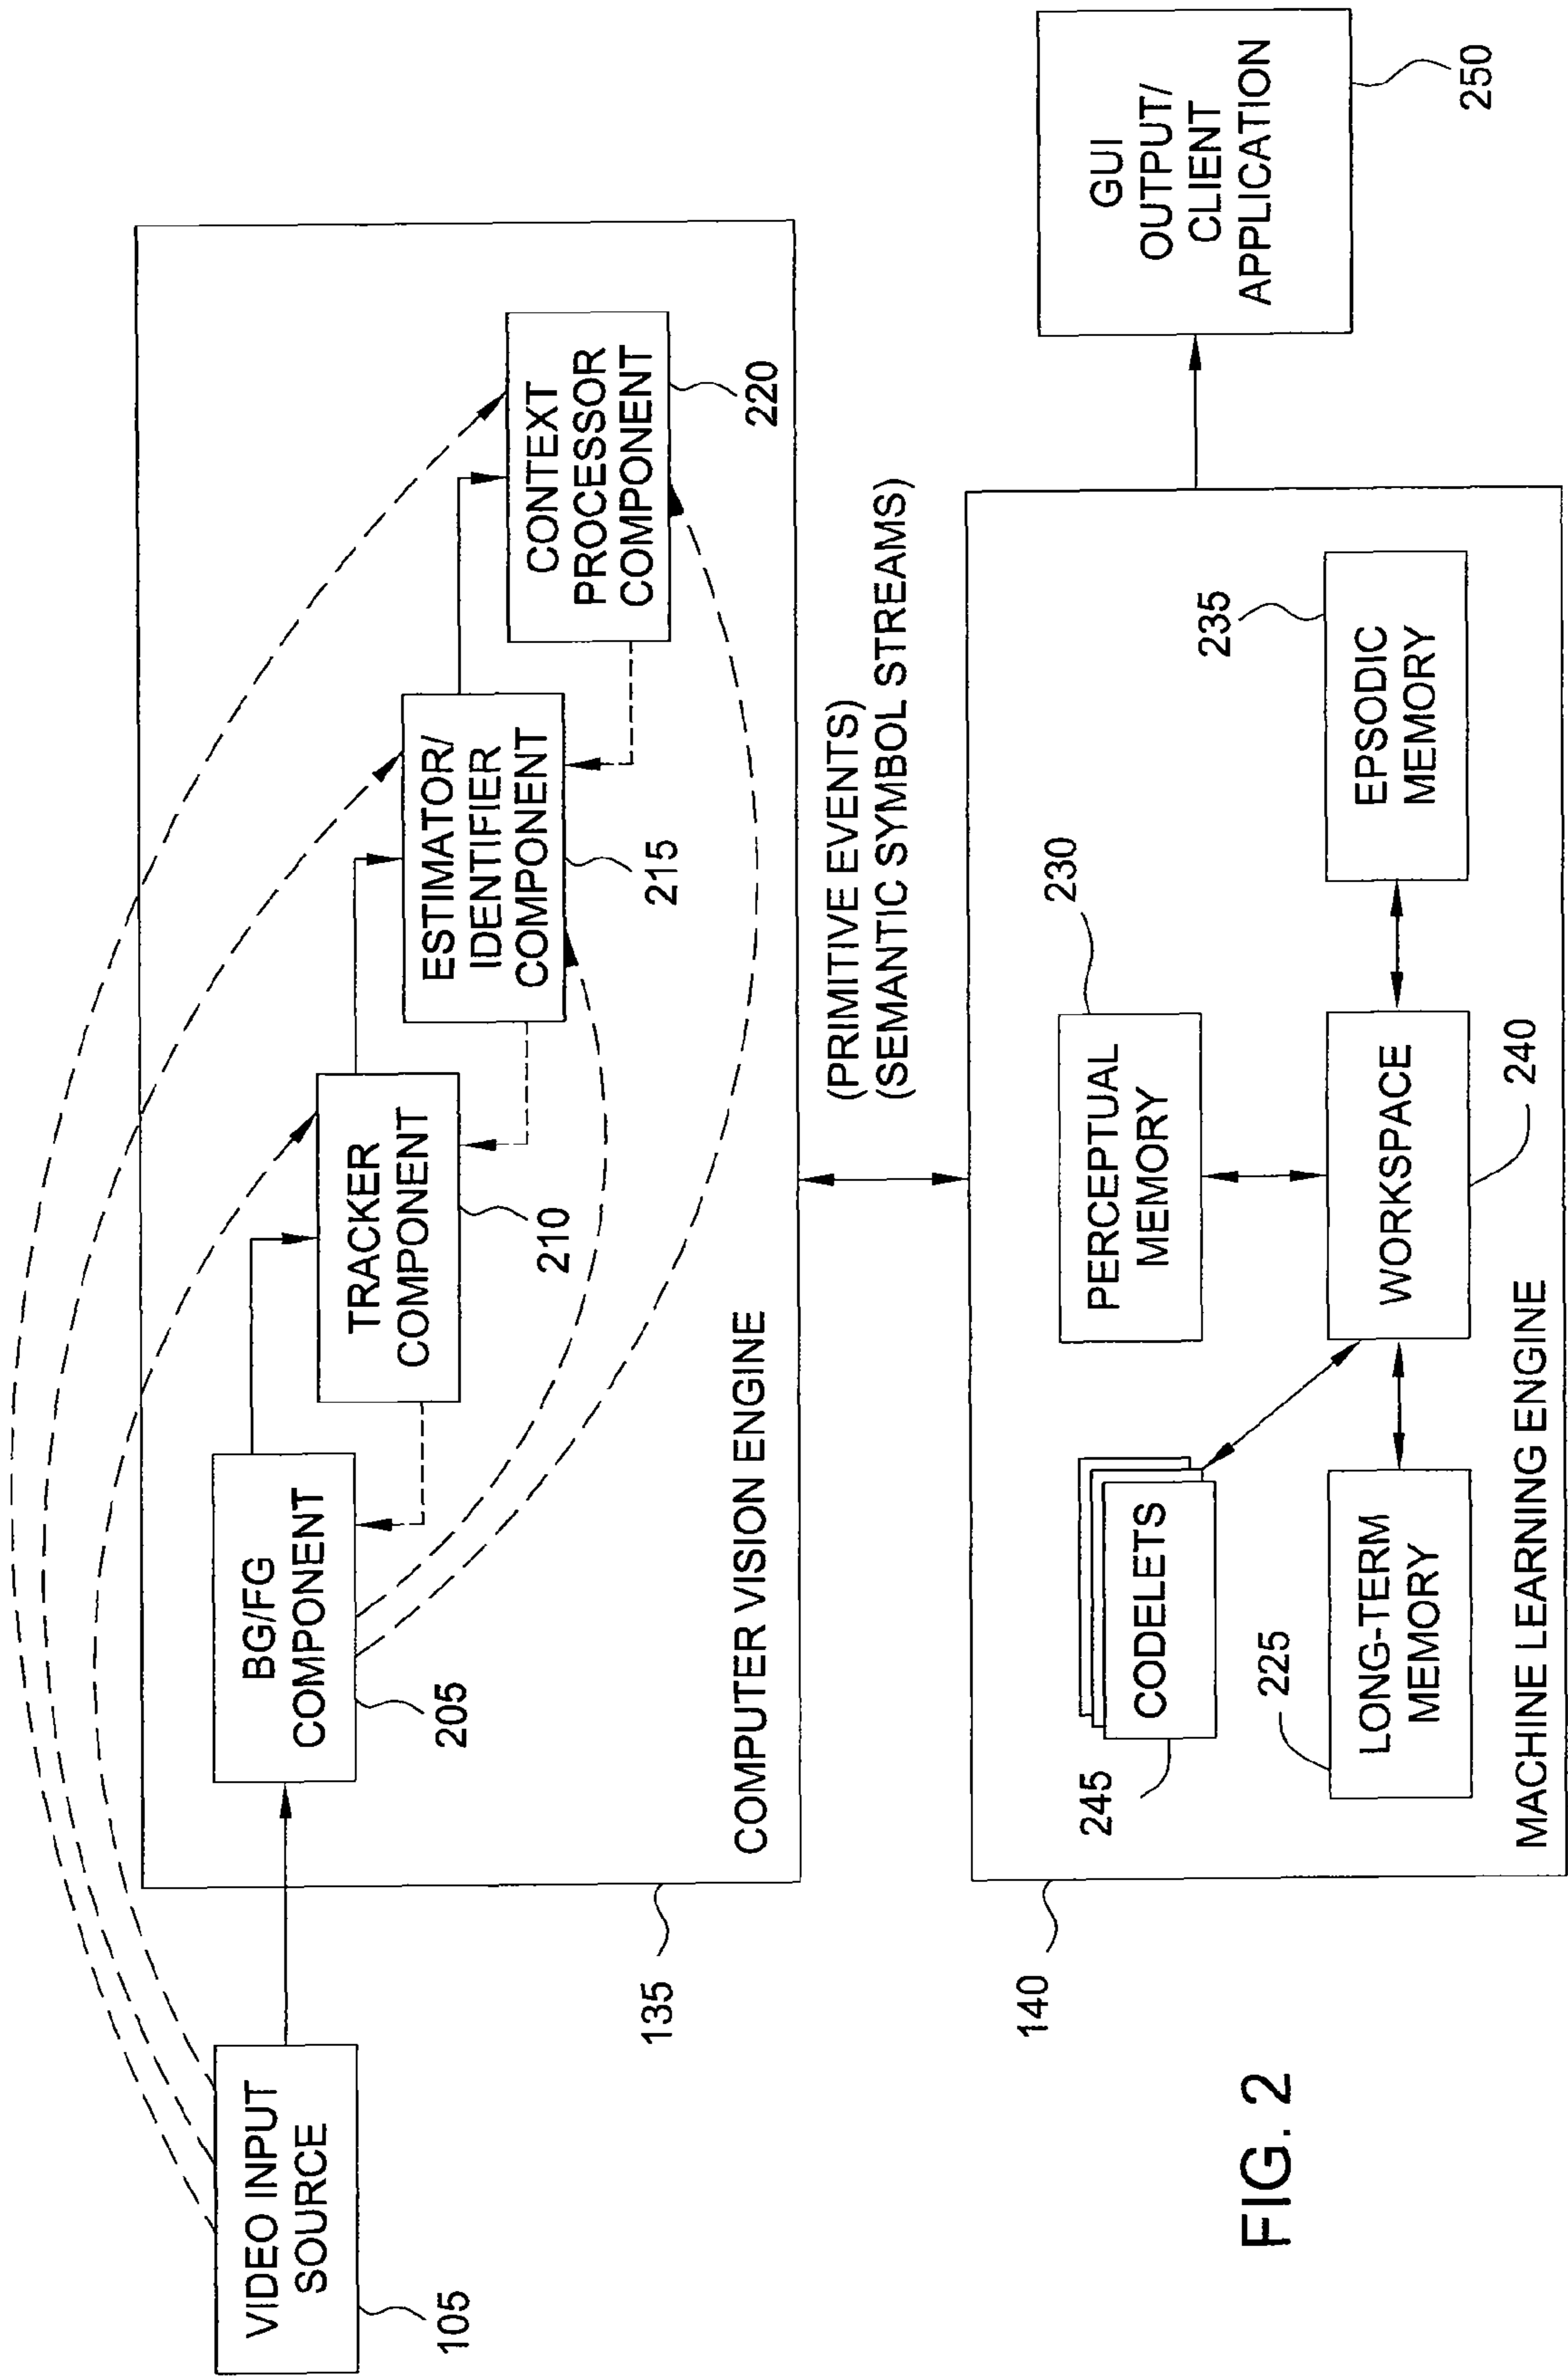 VIDEO INPUT
SOURCE
105
BG/FG
COMPONENT
205
TRACKER
COMPONENT
210
ESTIMATOR/
IDENTIFIER
COMPONENT
215
CONTEXT
PROCESSOR
COMPONENT
220
COMPUTER VISION ENGINE
135
(PRIMITIVE EVENTS)
(SEMANTIC SYMBOL STREAMS)
140
CODELETS
245
PERCEPTUAL
MEMORY
230
LONG-TERM
MEMORY
225
WORKSPACE
240
EPSODIC
MEMORY
235
MACHINE LEARNING ENGINE
GUI
OUTPUT/
CLIENT
APPLICATION
250
FIG. 2